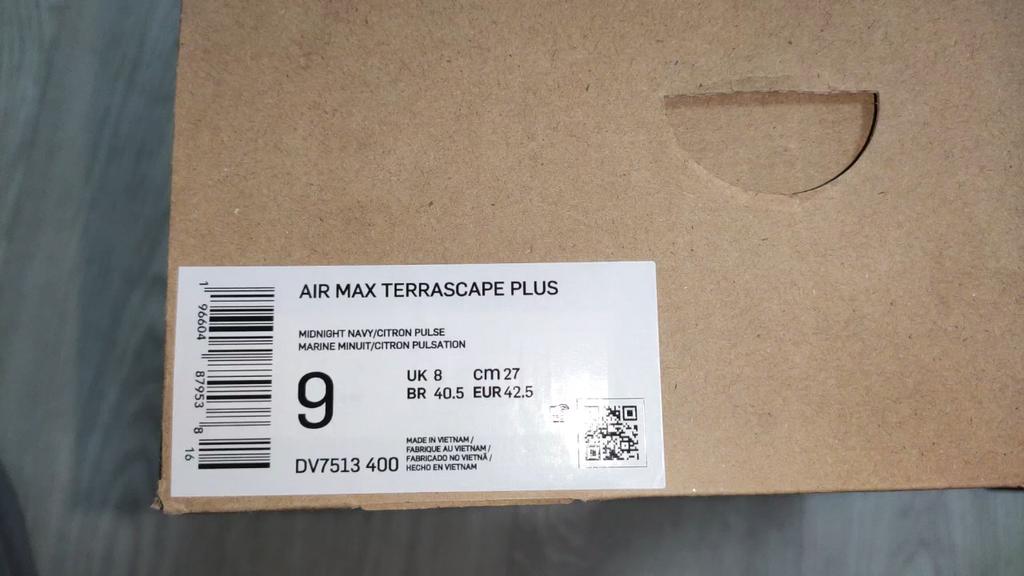 AIR MAX TERRASCAPE PLUS
MIDNIGHT NAVY/CITRON PULSE
MARINE MINUIT/CITRON PULSATION
9
UK 8 cm 27
BR 40.5 EUR 42.5
DV7513 400
MADE IN VIETNAM /
FABRIQUE AU VIETNAM /
FABRICADO NO VIETNÃ /
HECHO EN VIETNAM
1 96604 87953 8 16